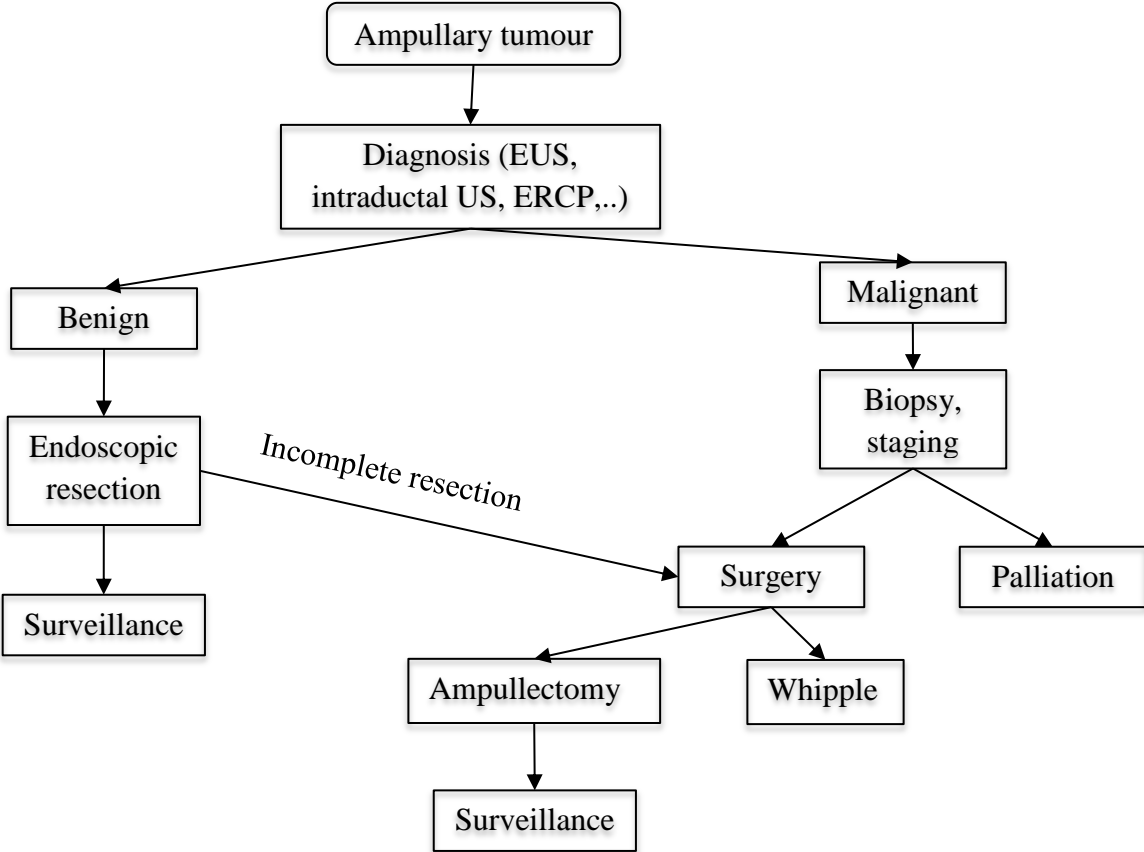 Ampullary tumour
Diagnosis (EUS,
intraductal US, ERCP,..)
Benign
Malignant
Endoscopic
resection
Incomplete resection
Biopsy,
staging
Surveillance
Surgery
Palliation
Ampullectomy
Whipple
Surveillance